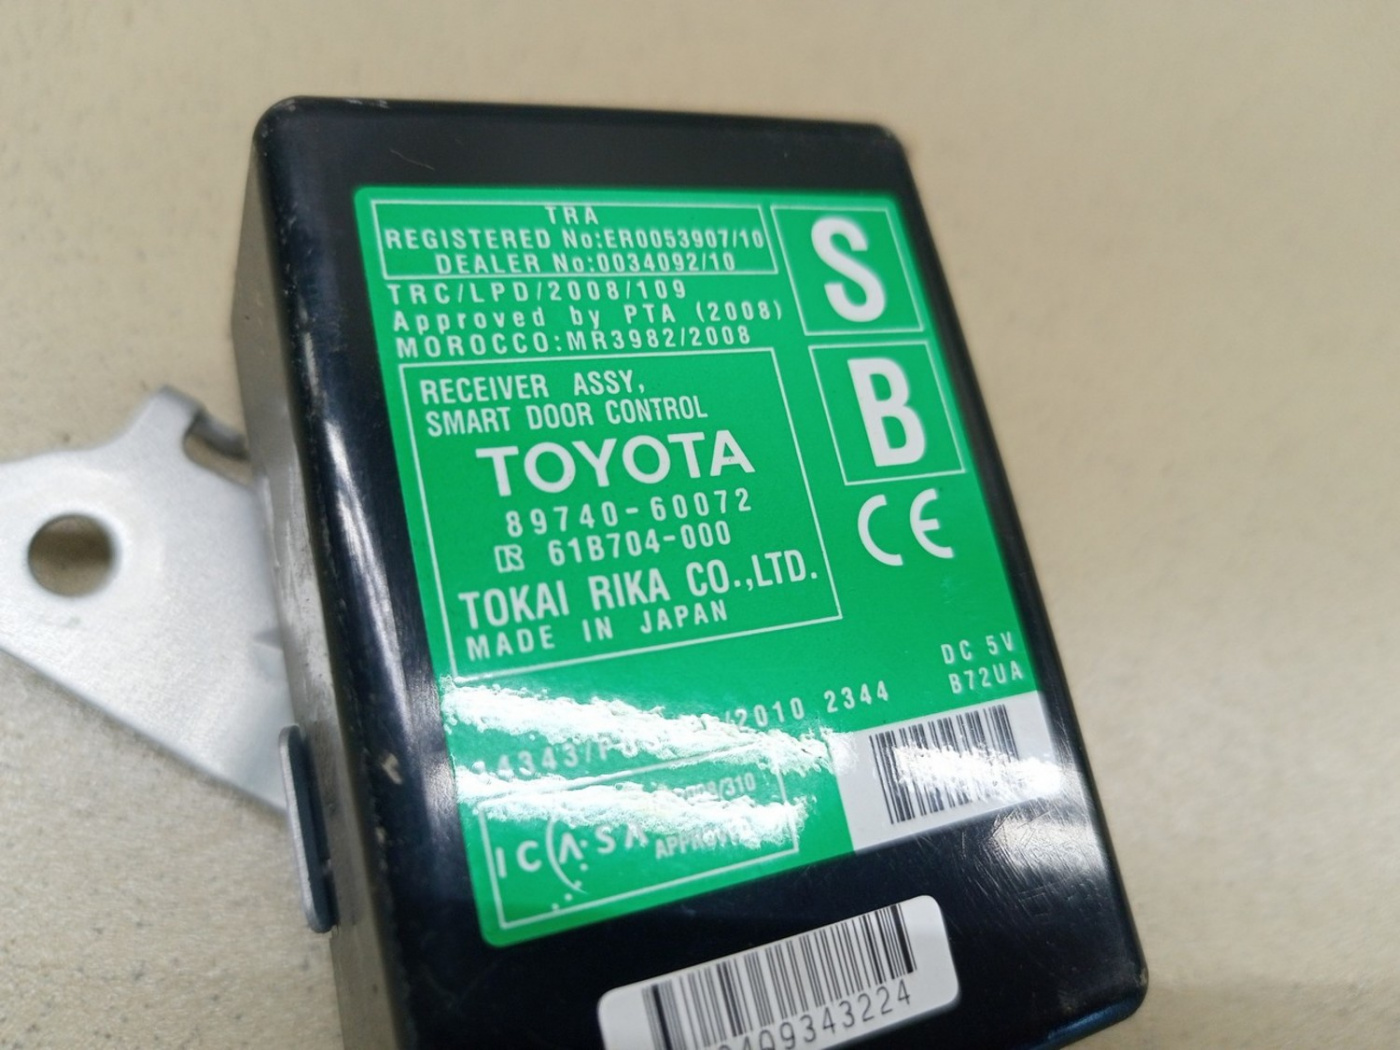 TRA
REGISTERED No:ER0053907/10
DEALER No:0034092/10
TRC/LPD/2008/109
Approved by PTA (2008)
MOROCCO:MR3982/2008
S
B
CE
RECEIVER ASSY,
SMART DOOR CONTROL
TOYOTA
89740-60072
61B704-000
TOKAI RIKA CO.,LTD.
MADE IN JAPAN
DC 5V
B72UA
/2010 2344
ICASA
APPROVED